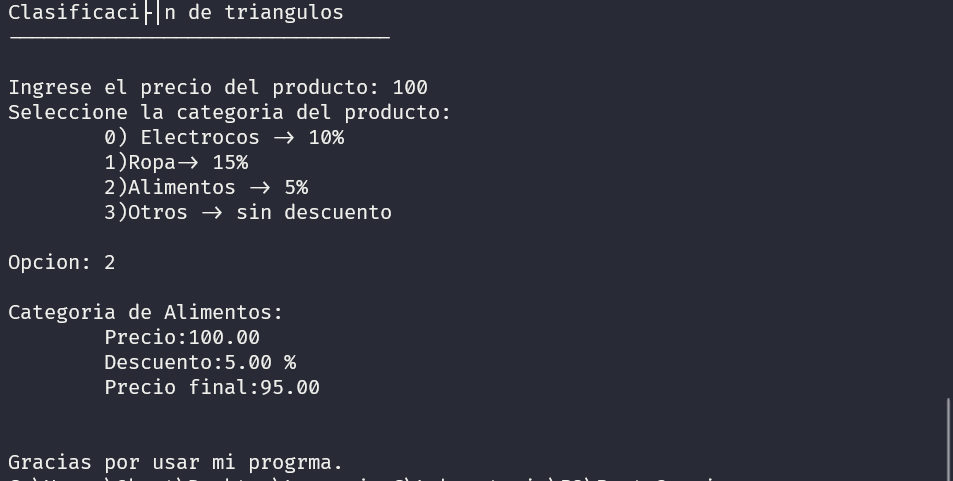 Clasificaci├│n de triangulos
--------------------------------
Ingrese el precio del producto: 100
Seleccione la categoria del producto:
0) Electrocos -> 10%
1)Ropa-> 15%
2)Alimentos -> 5%
3)Otros -> sin descuento
Opcion: 2
Categoria de Alimentos:
Precio:100.00
Descuento:5.00 %
Precio final:95.00
Gracias por usar mi progrma.